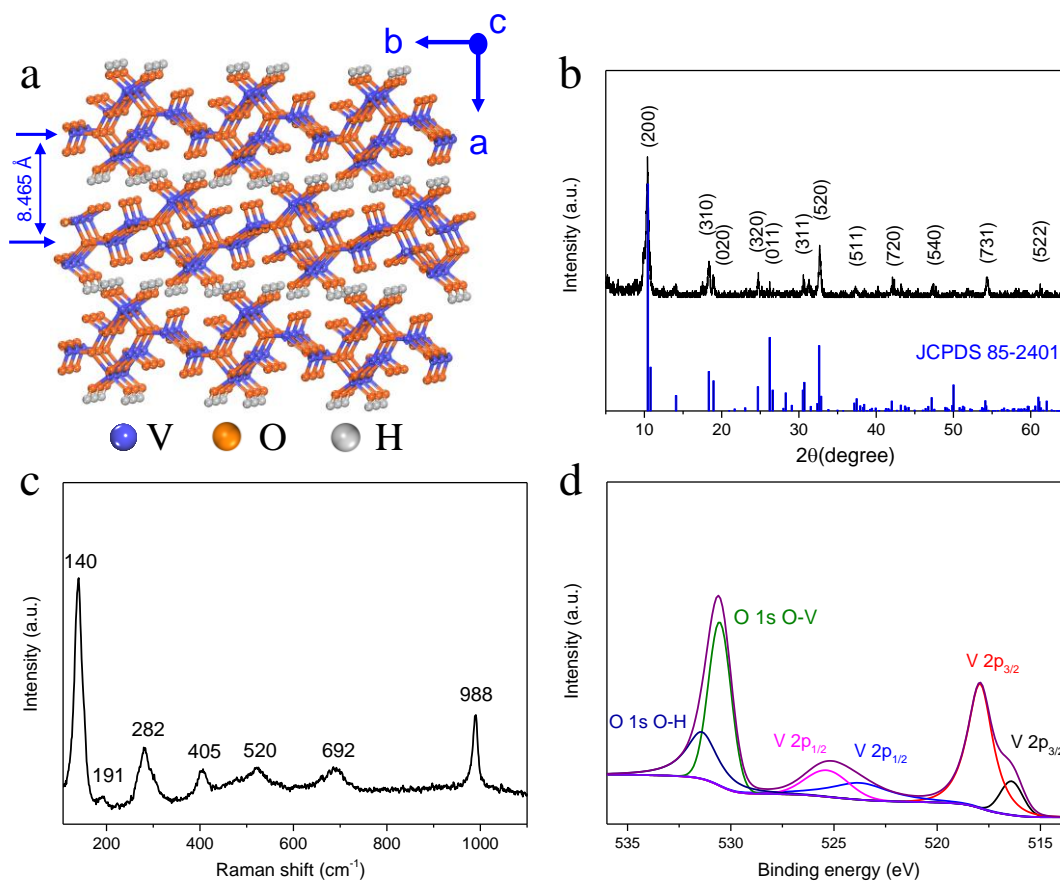 a
b
c
a
8.465 Å
V O H
b
Intensity (a.u.)
(200)
(310)
(020)
(320)
(011)
(311)
(520)
(511)
(720)
(540)
(731)
(522)
JCPDS 85-2401
10 20 30 40 50 60
2θ(degree)
c
Intensity (a.u.)
140
191
282
405
520
692
988
200 400 600 800 1000
Raman shift (cm⁻¹)
d
Intensity (a.u.)
O 1s O-V
O 1s O-H
V 2p₁/₂
V 2p₁/₂
V 2p₃/₂
V 2p₃/₂
535 530 525 520 515
Binding energy (eV)